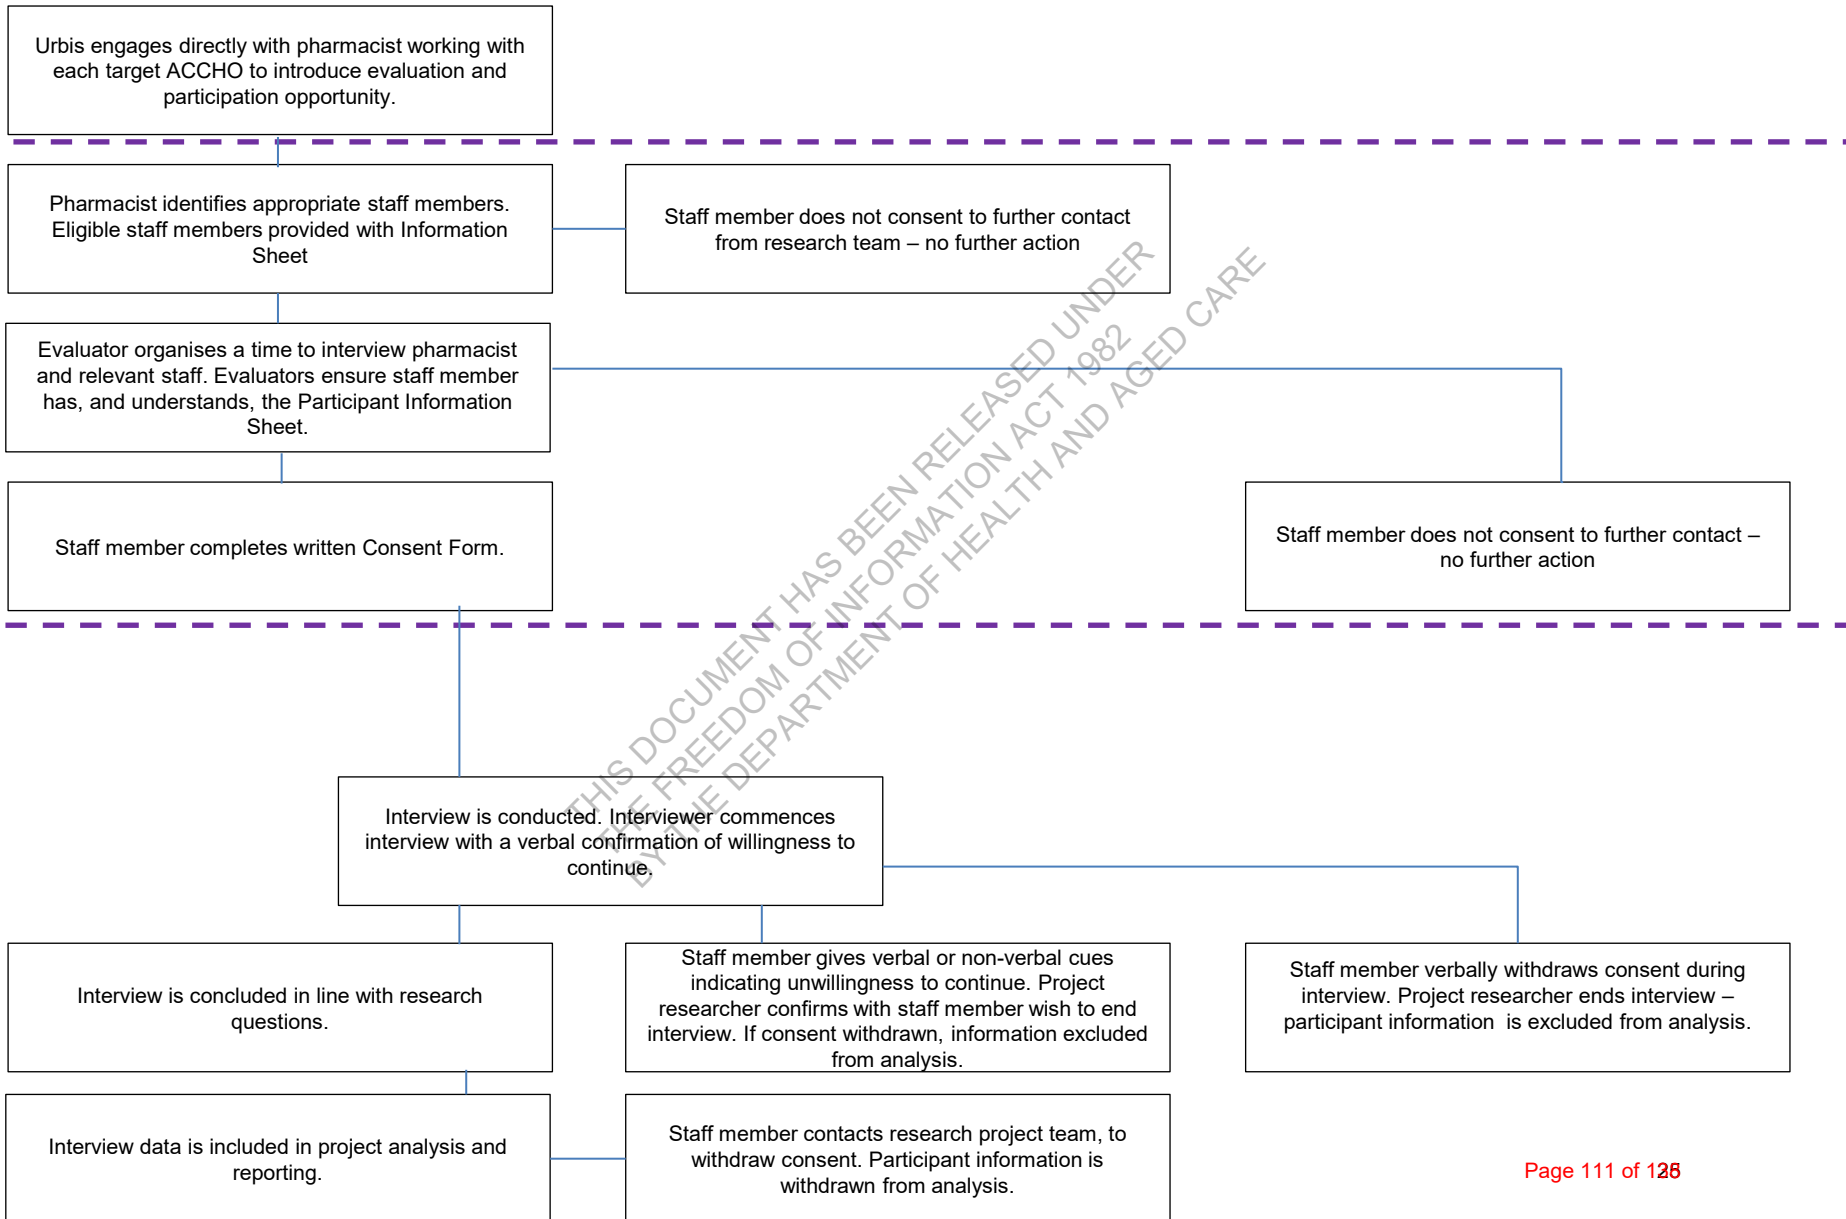 Urbis engages directly with pharmacist working with
each target ACCHO to introduce evaluation and
participation opportunity.
Pharmacist identifies appropriate staff members.
Eligible staff members provided with Information
Sheet
Staff member does not consent to further contact
from research team – no further action
Evaluator organises a time to interview pharmacist
and relevant staff. Evaluators ensure staff member
has, and understands, the Participant Information
Sheet.
Staff member completes written Consent Form.
Staff member does not consent to further contact –
no further action
THIS DOCUMENT HAS BEEN RELEASED UNDER
THE FREEDOM OF INFORMATION ACT 1982
BY THE DEPARTMENT OF HEALTH AND AGED CARE
Interview is conducted. Interviewer commences
interview with a verbal confirmation of willingness to
continue.
Interview is concluded in line with research
questions.
Staff member gives verbal or non-verbal cues
indicating unwillingness to continue. Project
researcher confirms with staff member wish to end
interview. If consent withdrawn, information excluded
from analysis.
Staff member verbally withdraws consent during
interview. Project researcher ends interview –
participant information is excluded from analysis.
Interview data is included in project analysis and
reporting.
Staff member contacts research project team, to
withdraw consent. Participant information is
withdrawn from analysis.
Page 111 of